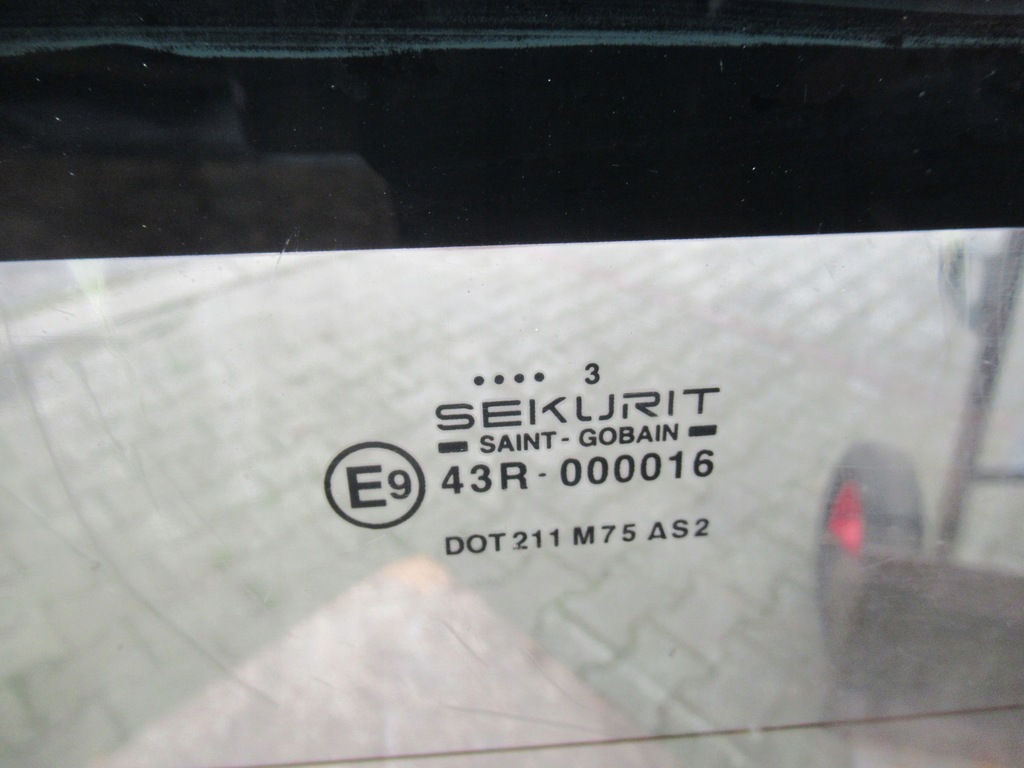 .... 3
SEKURIT
SAINT-GOBAIN
E9 43R-000016
DOT 211 M75 AS2